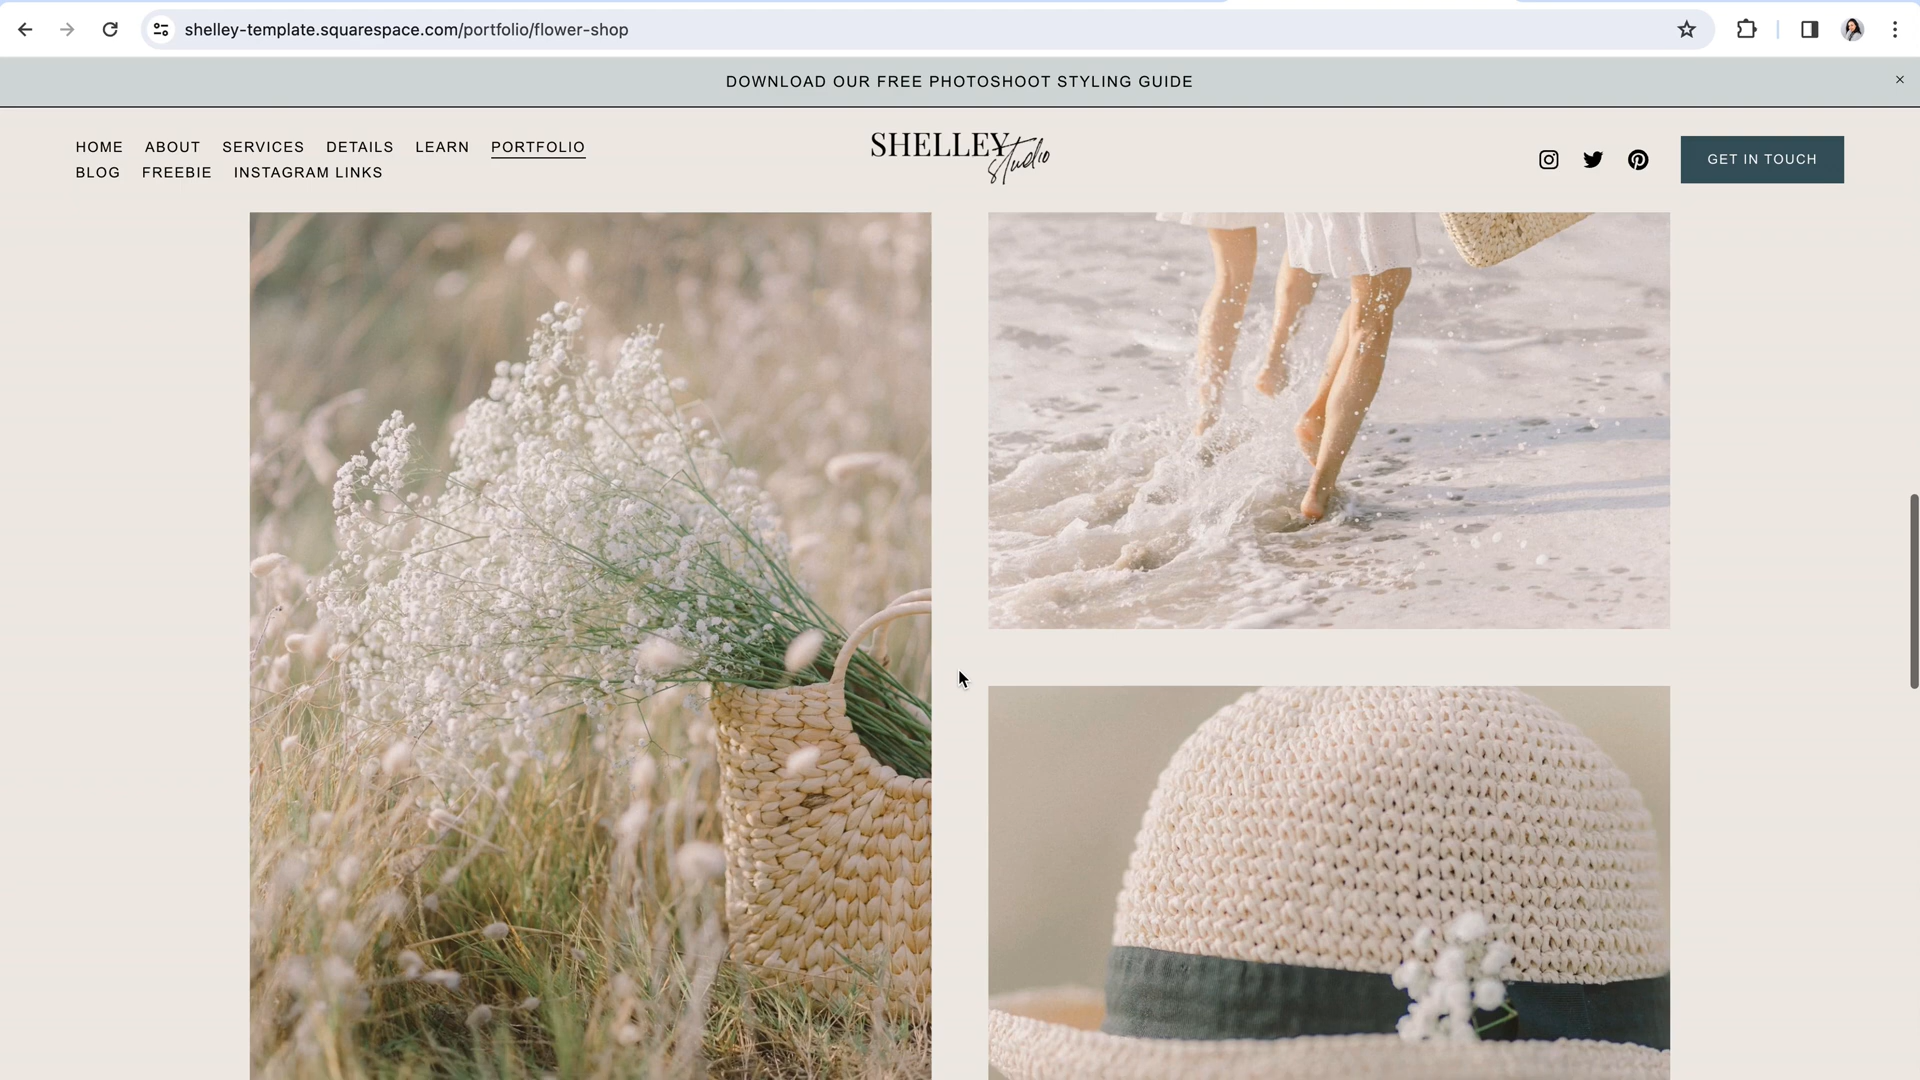 shelley-template.squarespace.com/portfolio/flower-shop
DOWNLOAD OUR FREE PHOTOSHOOT STYLING GUIDE
HOME ABOUT SERVICES DETAILS LEARN PORTFOLIO
BLOG FREEBIE INSTAGRAM LINKS
SHELLEY
studio
GET IN TOUCH